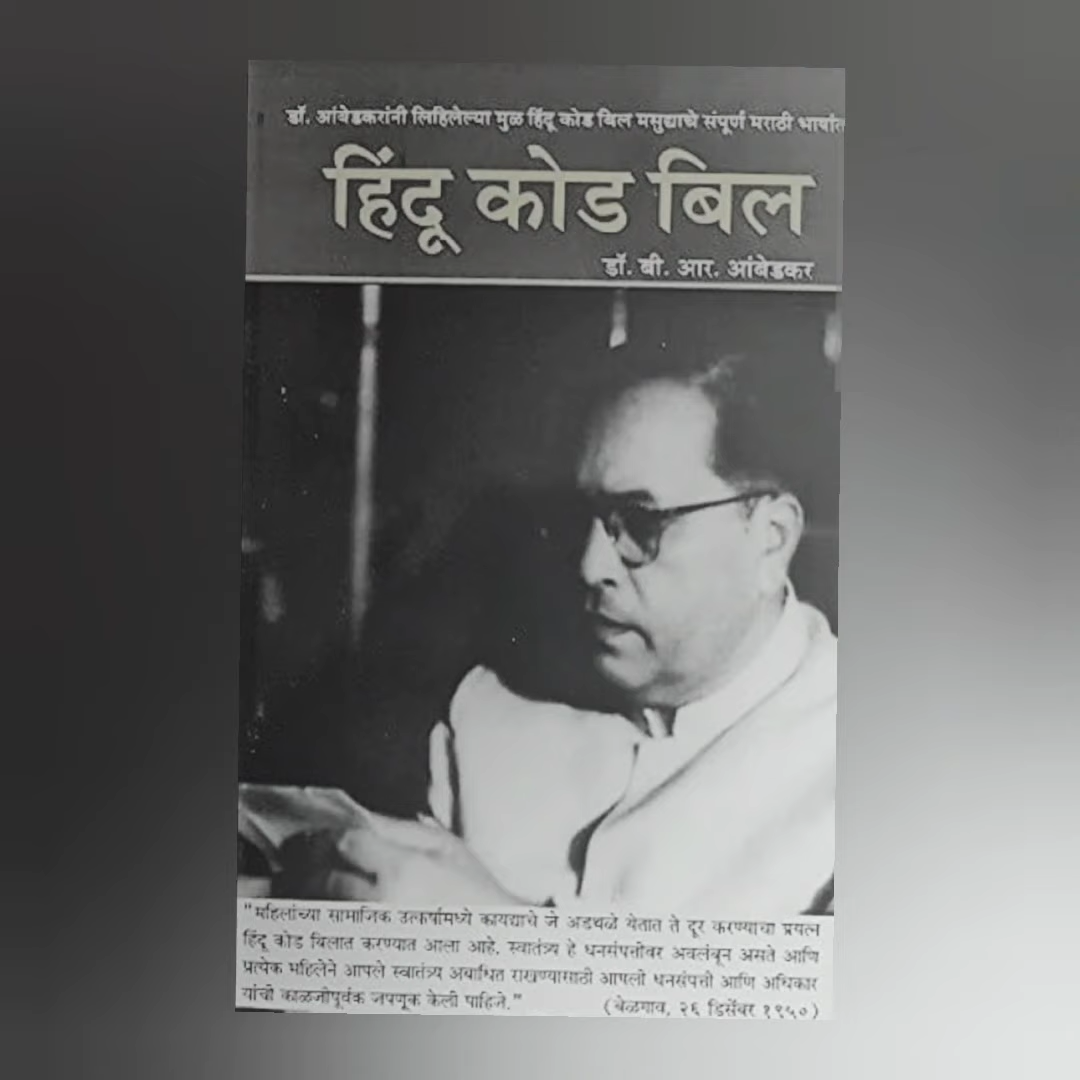 डॉ. आंबेडकरांनी लिहिलेल्या मुळ हिंदू कोड बिल मसुद्याचे संपूर्ण मराठी भाषांत
हिंदू कोड बिल
डॉ. बी. आर. आंबेडकर
"महिलांच्या सामाजिक उत्कर्षामध्ये कायद्याचे जे अडथळे येतात ते दूर करण्याचा प्रयत्न
हिंदू कोड बिलात करण्यात आला आहे. स्वातंत्र्य हे धनसंपत्तीवर अवलंबून असते आणि
प्रत्येक महिलेने आपले स्वातंत्र्य अबाधित राखण्यासाठी आपली धनसंपत्ती आणि अधिकार
यांची काळजीपूर्वक जपणूक केली पाहिजे."
(बेळगाव, २६ डिसेंबर १९५०)